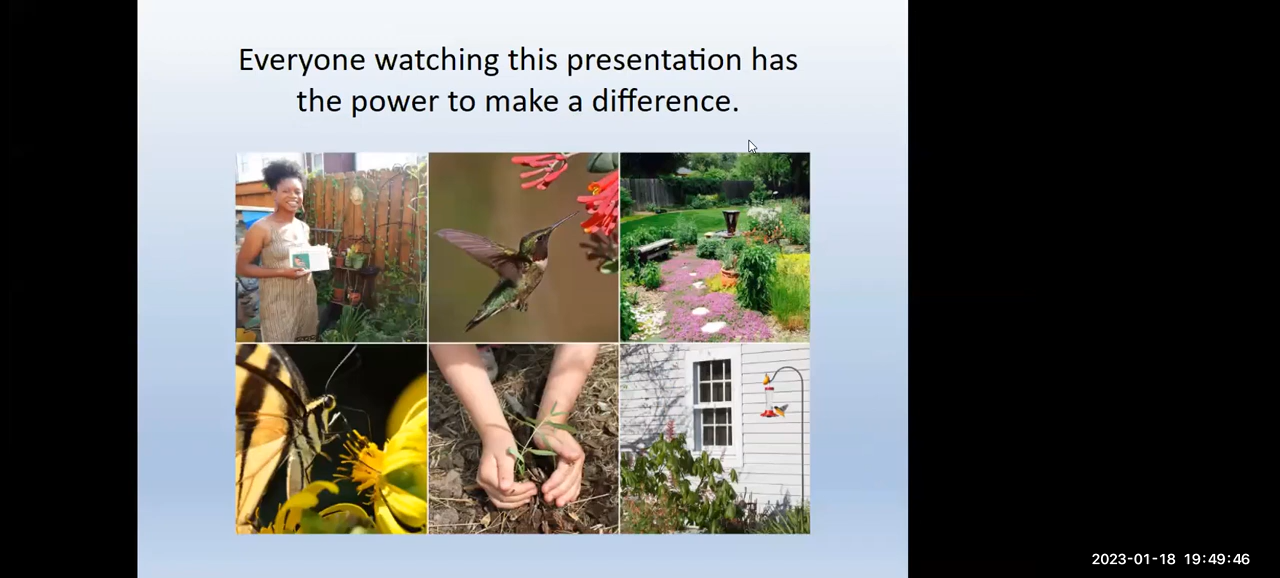 Everyone watching this presentation has
the power to make a difference.
2023-01-18 19:49:46